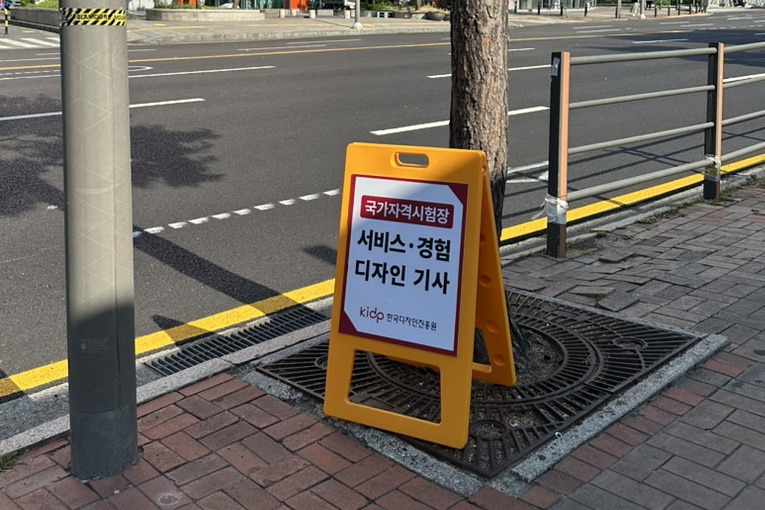 국가자격시험장
서비스·경험
디자인 기사
kidp 한국디자인진흥원